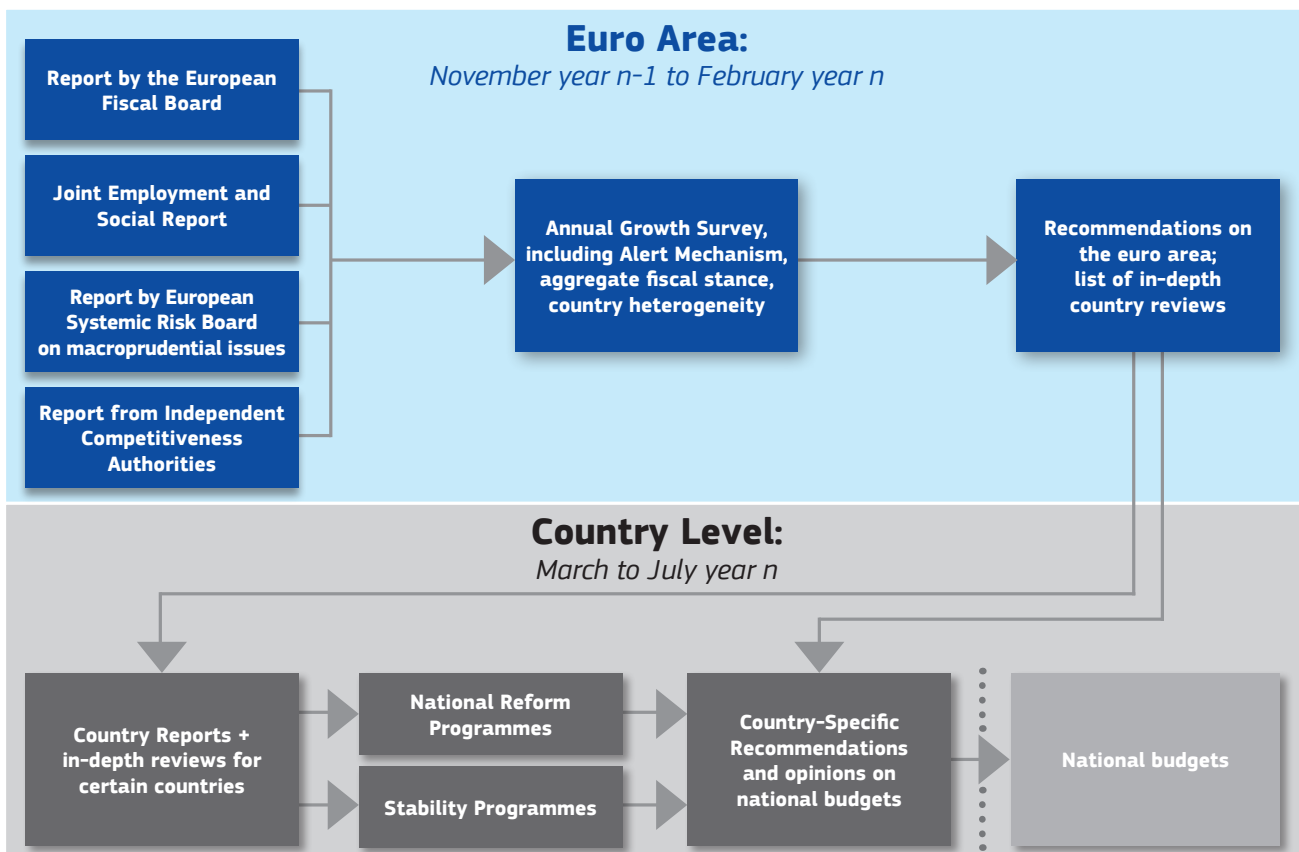 Euro Area:
November year n-1 to February year n
Report by the European
Fiscal Board
Joint Employment and
Social Report
Report by European
Systemic Risk Board
on macroprudential issues
Report from Independent
Competitiveness
Authorities
Annual Growth Survey,
including Alert Mechanism,
aggregate fiscal stance,
country heterogeneity
Recommendations on
the euro area;
list of in-depth
country reviews
Country Level:
March to July year n
Country Reports +
in-depth reviews for
certain countries
National Reform
Programmes
Stability Programmes
Country-Specific
Recommendations
and opinions on
national budgets
National budgets